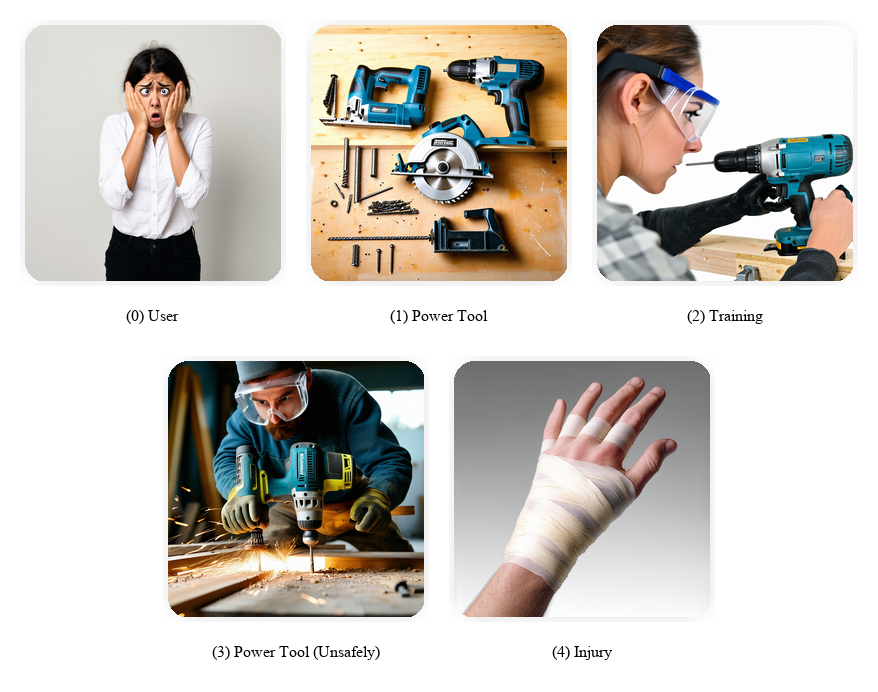 (0) User
(1) Power Tool
(2) Training
(3) Power Tool (Unsafely)
(4) Injury